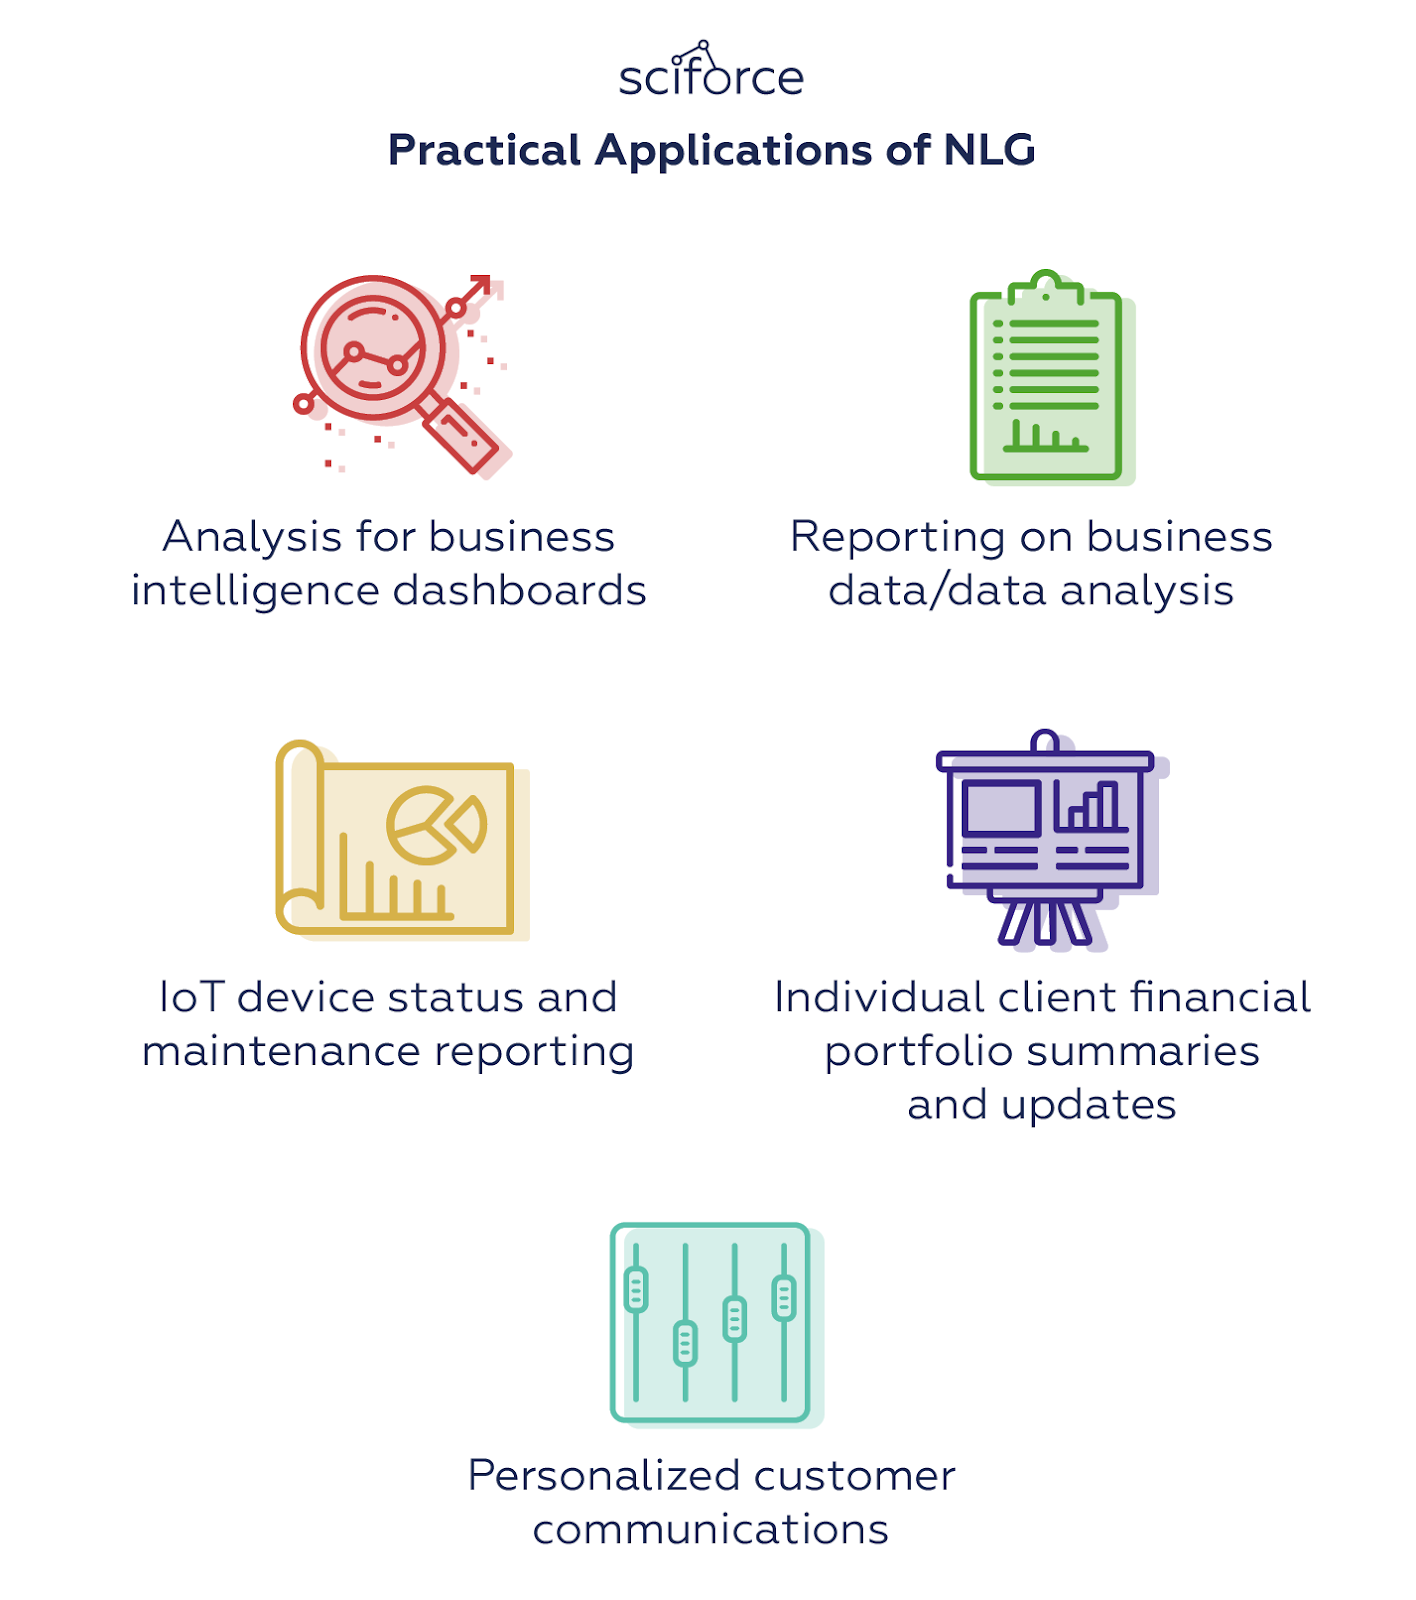 sciforce
Practical Applications of NLG
Analysis for business
intelligence dashboards
Reporting on business
data/data analysis
IoT device status and
maintenance reporting
Individual client financial
portfolio summaries
and updates
Personalized customer
communications